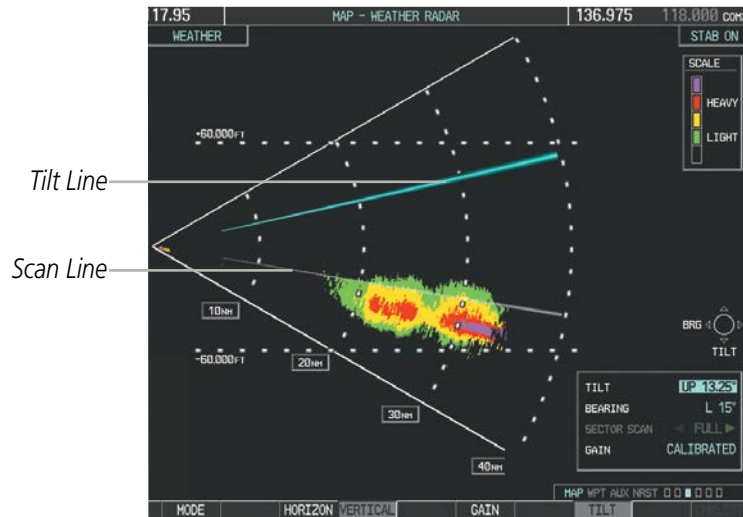 17.95 MAP - WEATHER RADAR 136.975 118.000 COM
WEATHER STAB ON
SCALE
HEAVY
LIGHT
+60,000FT
Tilt Line
Scan Line
10NM
BRG
TILT
-60,000FT
20NM
TILT UP 13.25°
BEARING L 15°
SECTOR SCAN FULL
GAIN CALIBRATED
30NM
40NM
MAP WPT AUX NRST
MODE HORIZON VERTICAL GAIN TILT